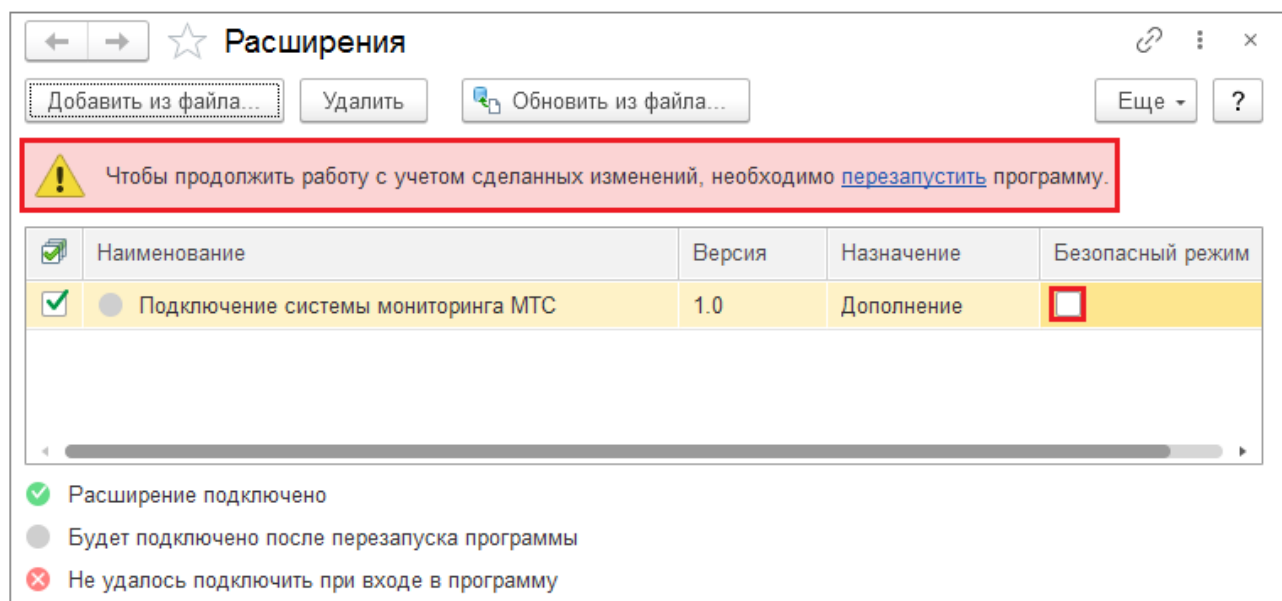 Расширения
Добавить из файла... Удалить Обновить из файла... Еще ?
Чтобы продолжить работу с учетом сделанных изменений, необходимо перезапустить программу.
Наименование Версия Назначение Безопасный режим
Подключение системы мониторинга МТС 1.0 Дополнение
Расширение подключено
Будет подключено после перезапуска программы
Не удалось подключить при входе в программу